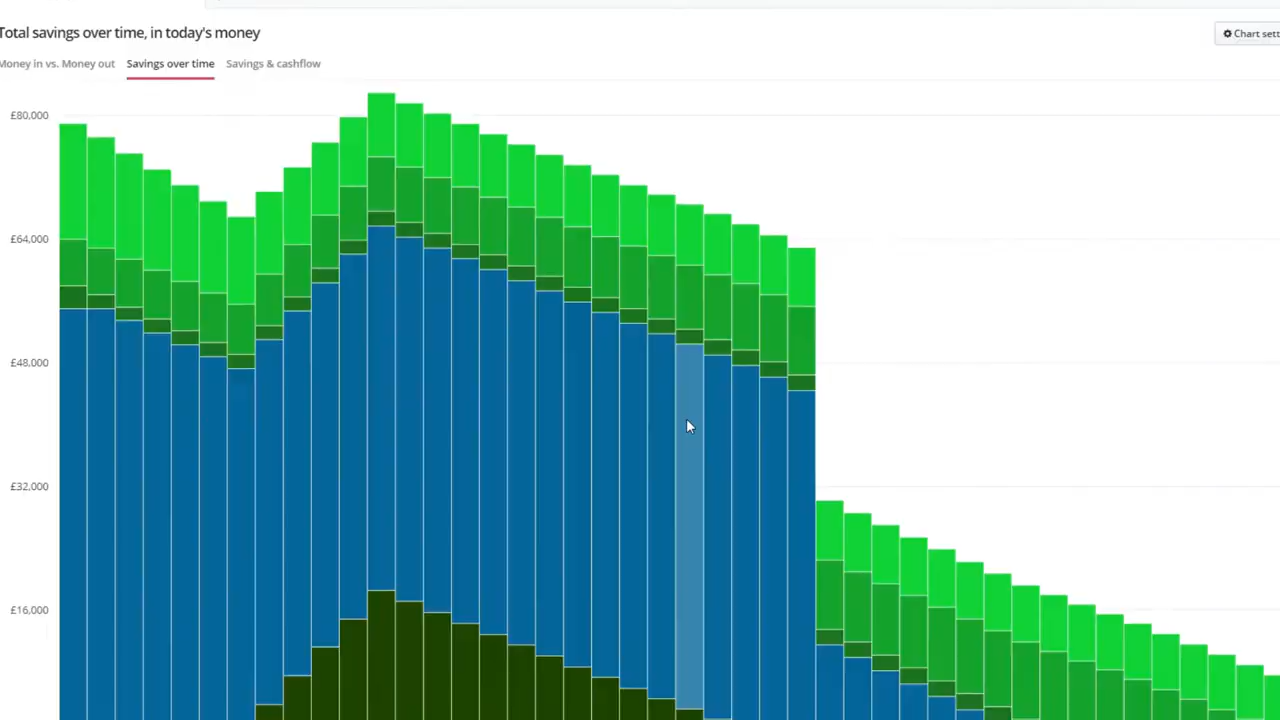 Total savings over time, in today's money
Chart sett
Money in vs. Money out Savings over time Savings & cashflow
£80,000
£64,000
£48,000
£32,000
£16,000